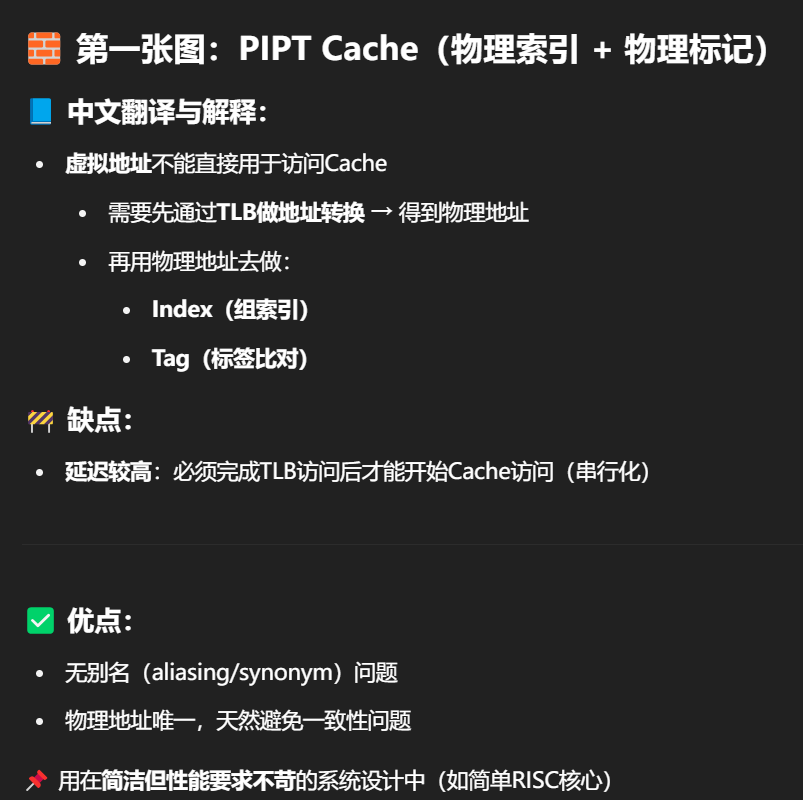 🧱 第一张图：PIPT Cache（物理索引 + 物理标记）
📘 中文翻译与解释：
• 虚拟地址不能直接用于访问Cache
• 需要先通过TLB做地址转换 → 得到物理地址
• 再用物理地址去做：
• Index（组索引）
• Tag（标签比对）
🚧 缺点：
• 延迟较高：必须完成TLB访问后才能开始Cache访问（串行化）
✅ 优点：
• 无别名（aliasing/synonym）问题
• 物理地址唯一，天然避免一致性问题
📌 用在简洁但性能要求不苛的系统设计中（如简单RISC核心）